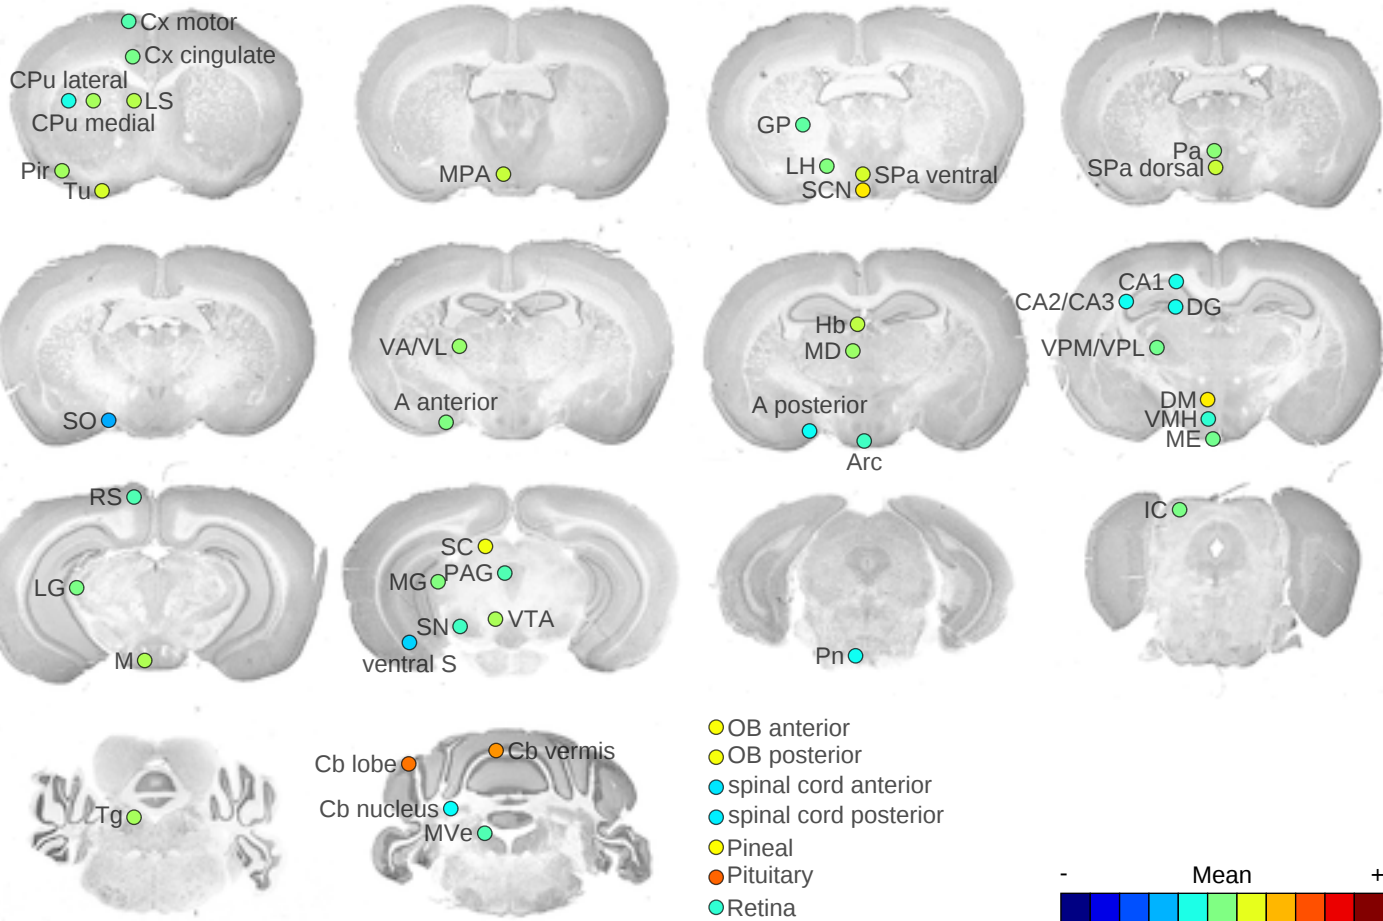 Cx motor
Cx cingulate
CPu lateral
LS
CPu medial
Pir
Tu
MPA
GP
LH
SPa ventral
SCN
Pa
SPa dorsal
SO
VA/VL
A anterior
Hb
MD
A posterior
Arc
CA1
CA2/CA3
DG
VPM/VPL
DM
VMH
ME
RS
LG
M
SC
MG
PAG
SN
VTA
ventral S
Pn
IC
Tg
Cb lobe
Cb vermis
Cb nucleus
MVe
OB anterior
OB posterior
spinal cord anterior
spinal cord posterior
Pineal
Pituitary
Retina
- Mean +